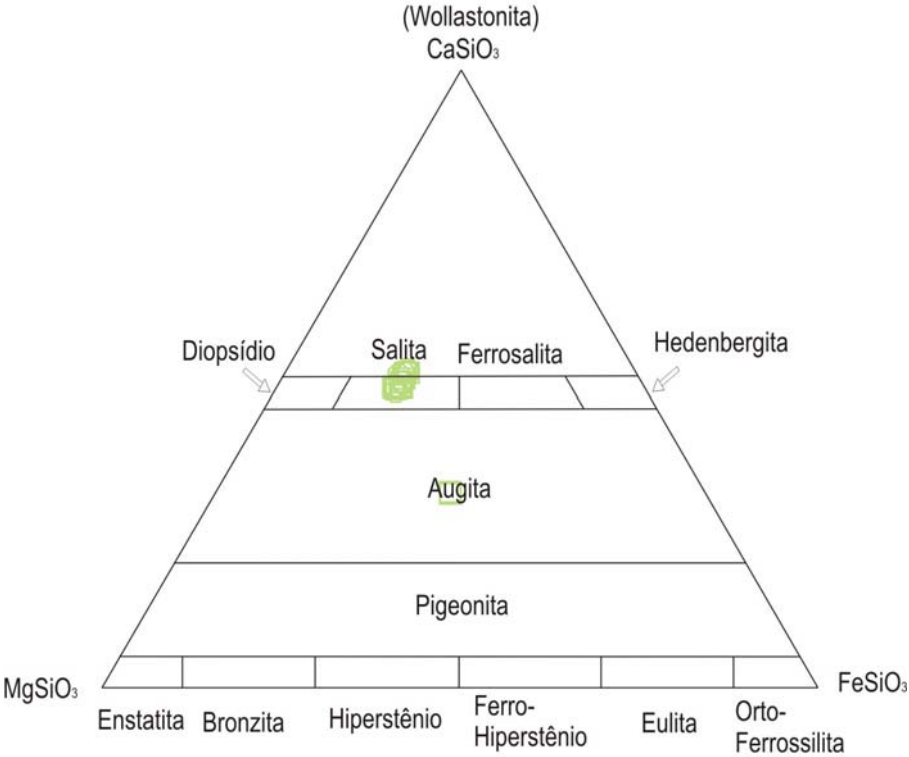 (Wollastonita)
CaSiO₃
Diopsídio
Salita
Ferrosalita
Hedenbergita
Augita
Pigeonita
MgSiO₃
FeSiO₃
Enstatita
Bronzita
Hiperstênio
Ferro-
Hiperstênio
Eulita
Orto-
Ferrossilita